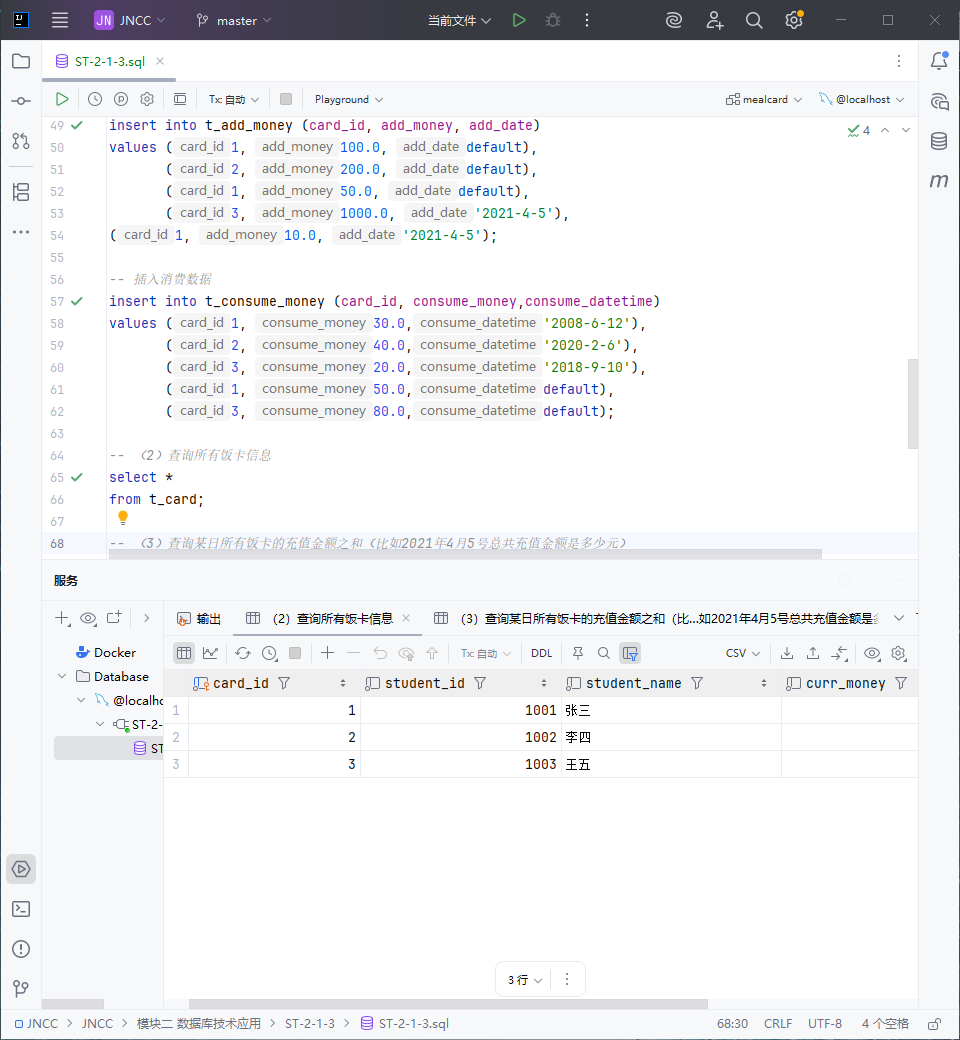 JN JNCC master 当前文件
ST-2-1-3.sql
Tx: 自动 Playground mealcard @localhost
49 insert into t_add_money (card_id, add_money, add_date) 4
50 values ( card_id 1, add_money 100.0, add_date default),
51 ( card_id 2, add_money 200.0, add_date default),
52 ( card_id 1, add_money 50.0, add_date default),
53 ( card_id 3, add_money 1000.0, add_date '2021-4-5'),
54 ( card_id 1, add_money 10.0, add_date '2021-4-5');
55
56 -- 插入消费数据
57 insert into t_consume_money (card_id, consume_money,consume_datetime)
58 values ( card_id 1, consume_money 30.0, consume_datetime '2008-6-12'),
59 ( card_id 2, consume_money 40.0, consume_datetime '2020-2-6'),
60 ( card_id 3, consume_money 20.0, consume_datetime '2018-9-10'),
61 ( card_id 1, consume_money 50.0, consume_datetime default),
62 ( card_id 3, consume_money 80.0, consume_datetime default);
63
64 -- （2）查询所有饭卡信息
65 select *
66 from t_card;
67
68 -- （3）查询某日所有饭卡的充值金额之和（比如2021年4月5号总共充值金额是多少元）
服务
输出 （2）查询所有饭卡信息 （3）查询某日所有饭卡的充值金额之和（比...如2021年4月5号总共充值金额是
Docker
Database
@localho
ST-2-
ST
Tx: 自动 DDL CSV
card_id student_id student_name curr_money
1 1 1001 张三
2 2 1002 李四
3 3 1003 王五
3 行
JNCC JNCC 模块二 数据库技术应用 ST-2-1-3 ST-2-1-3.sql 68:30 CRLF UTF-8 4 个空格